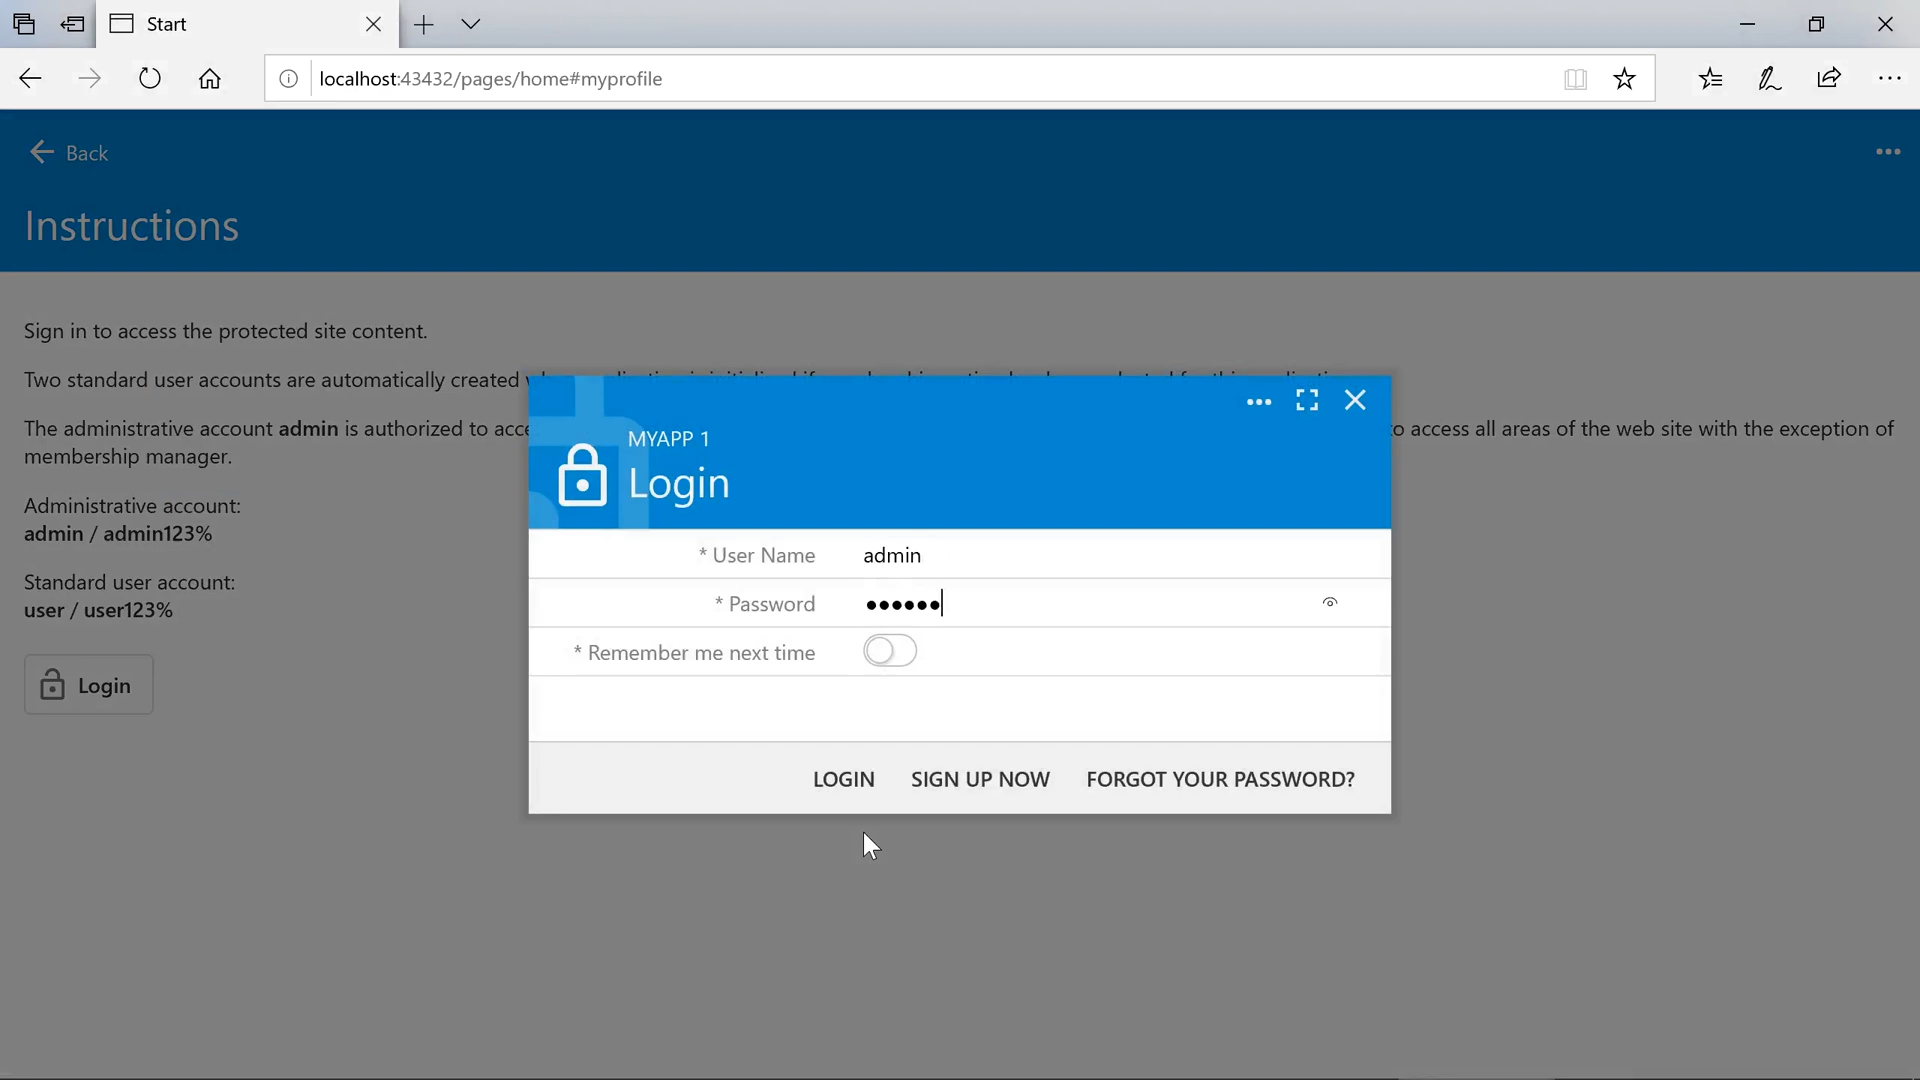 Start
localhost:43432/pages/home#myprofile
Back
Instructions
Sign in to access the protected site content.
Two standard user accounts are automatically created
The administrative account admin is authorized to acce
to access all areas of the web site with the exception of
membership manager.
Administrative account:
admin / admin123%
Standard user account:
user / user123%
Login
MYAPP 1
Login
* User Name admin
* Password ••••••
* Remember me next time
LOGIN SIGN UP NOW FORGOT YOUR PASSWORD?